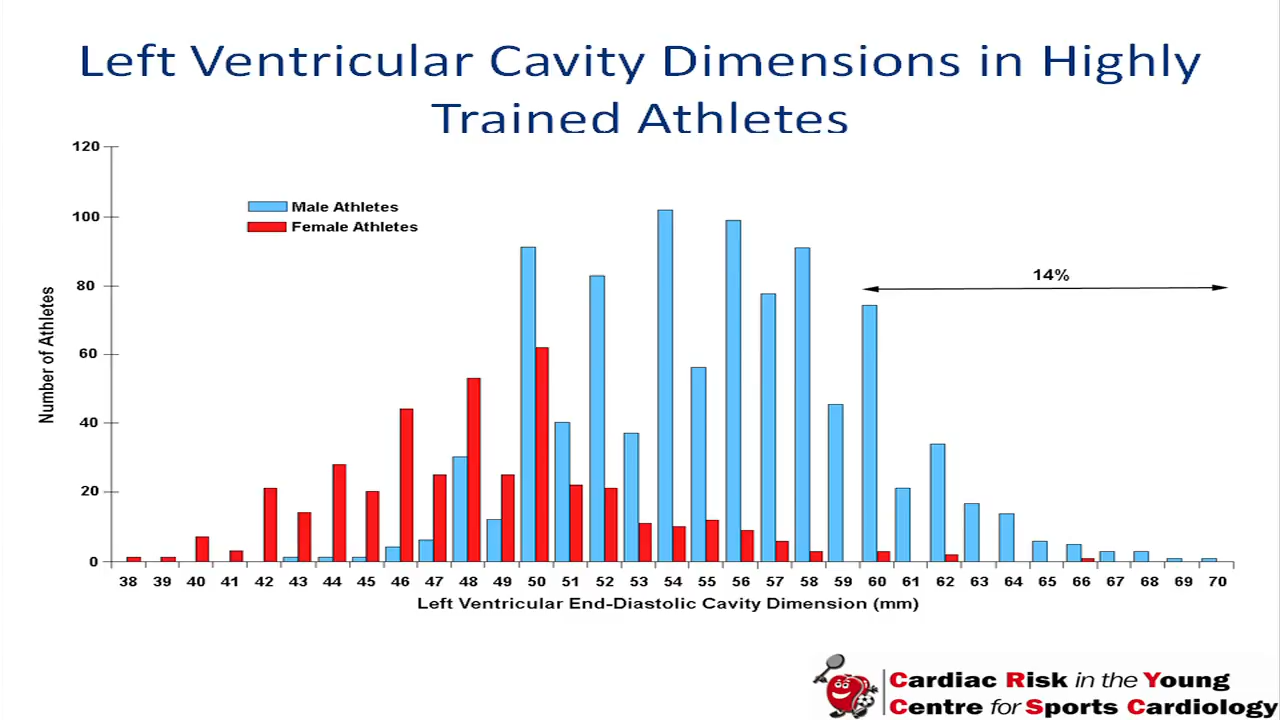 Left Ventricular Cavity Dimensions in Highly
Trained Athletes
120
100
80
60
40
20
0
Number of Athletes
Male Athletes
Female Athletes
14%
38 39 40 41 42 43 44 45 46 47 48 49 50 51 52 53 54 55 56 57 58 59 60 61 62 63 64 65 66 67 68 69 70
Left Ventricular End-Diastolic Cavity Dimension (mm)
Cardiac Risk in the Young
Centre for Sports Cardiology